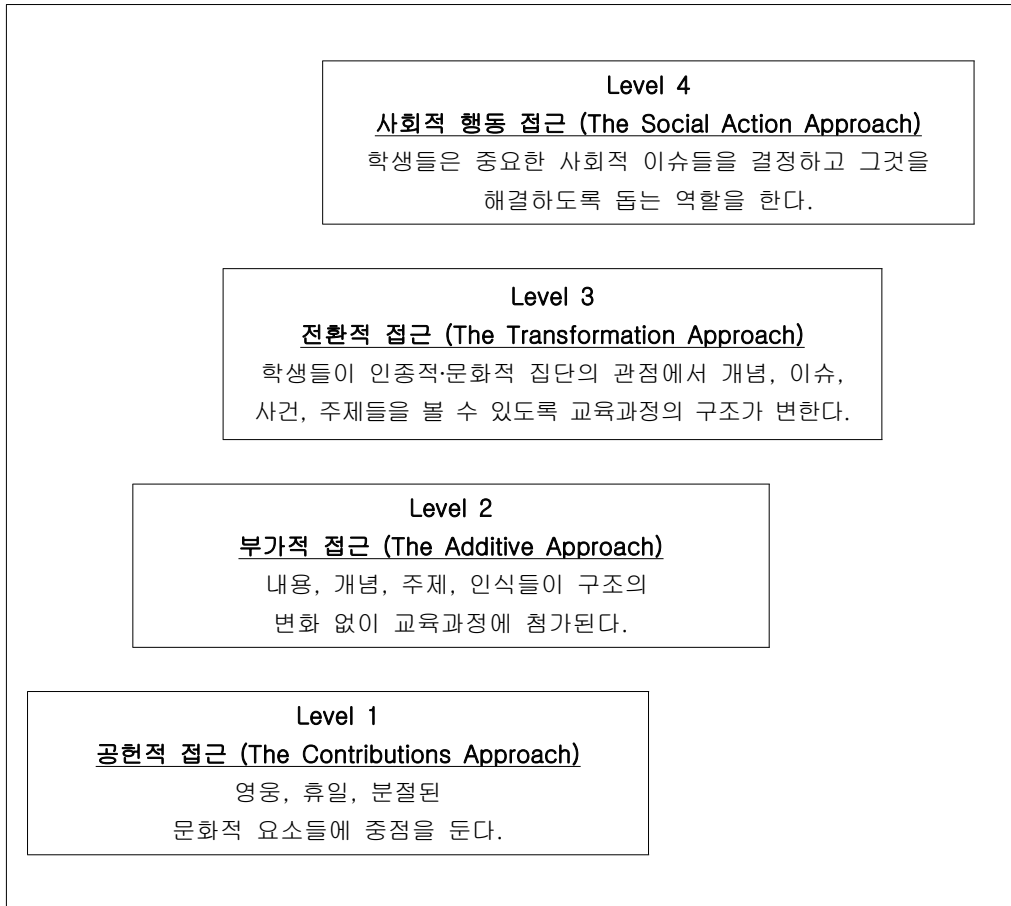 Level 4
사회적 행동 접근 (The Social Action Approach)
학생들은 중요한 사회적 이슈들을 결정하고 그것을
해결하도록 돕는 역할을 한다.
Level 3
전환적 접근 (The Transformation Approach)
학생들이 인종적·문화적 집단의 관점에서 개념, 이슈,
사건, 주제들을 볼 수 있도록 교육과정의 구조가 변한다.
Level 2
부가적 접근 (The Additive Approach)
내용, 개념, 주제, 인식들이 구조의
변화 없이 교육과정에 첨가된다.
Level 1
공헌적 접근 (The Contributions Approach)
영웅, 휴일, 분절된
문화적 요소들에 중점을 둔다.